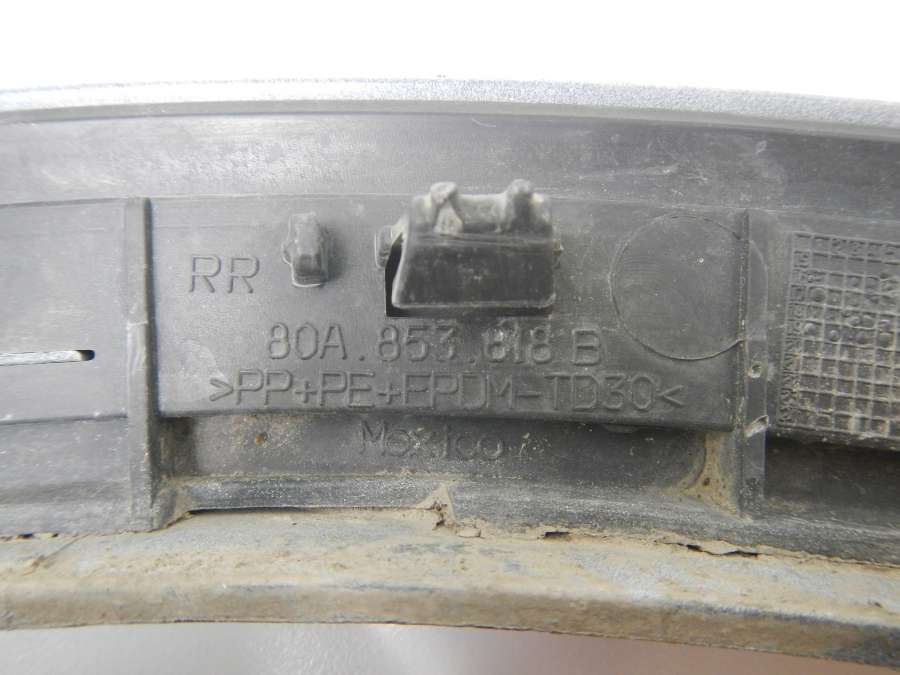 RR
80A.853.818 B
>PP+PE+EPDM-TD30<
Mexico